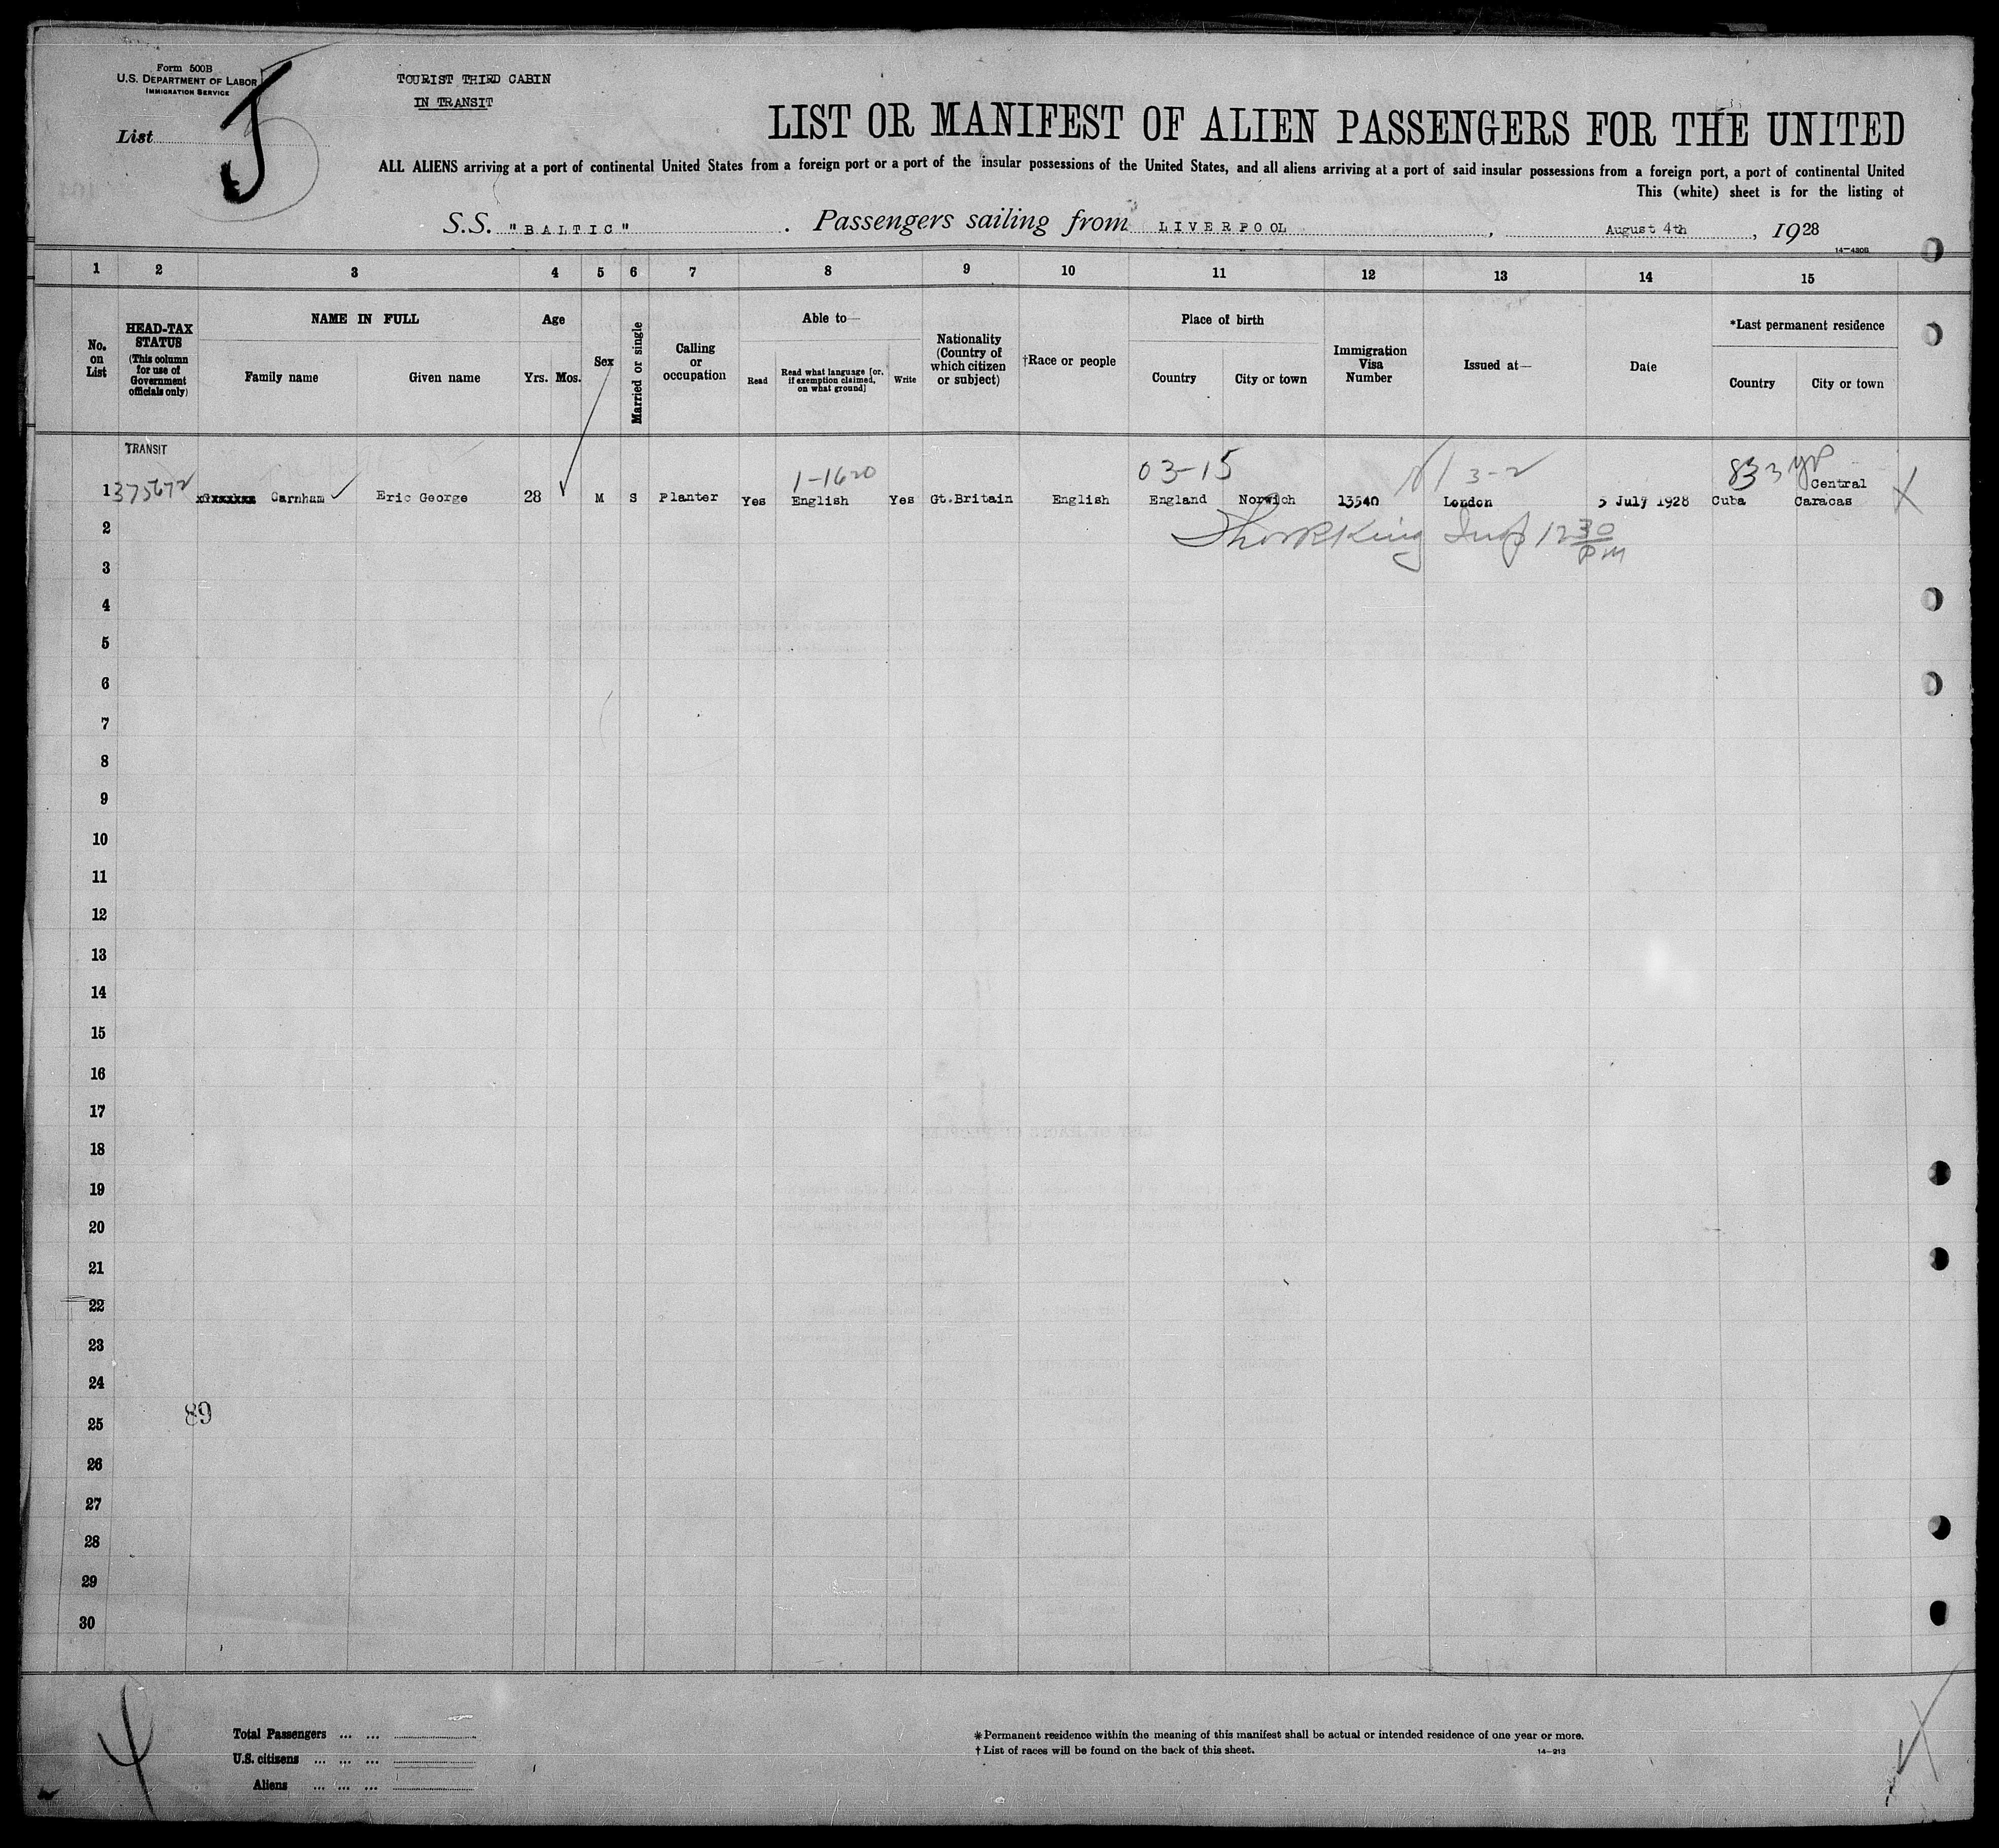 Form 500B
U.S. DEPARTMENT OF LABOR
IMMIGRATION SERVICE
List
J
TOURIST THIRD CABIN
IN TRANSIT
LIST OR MANIFEST OF ALIEN PASSENGERS FOR THE UNITED
ALL ALIENS arriving at a port of continental United States from a foreign port or a port of the insular possessions of the United States, and all aliens arriving at a port of said insular possessions from a foreign port, a port of continental United
This (white) sheet is for the listing of
S.S. "BALTIC" . Passengers sailing from LIVERPOOL , August 4th , 1928
14-430B
1 2 3 4 5 6 7 8 9 10 11 12 13 14 15
No. on List
HEAD-TAX STATUS
(This column for use of Government officials only)
NAME IN FULL
Family name Given name
Age
Yrs. Mos.
Sex
Married or single
Calling or occupation
Able to—
Read
Read what language [or, if exemption claimed, on what ground]
Write
Nationality (Country of which citizen or subject)
†Race or people
Place of birth
Country City or town
Immigration Visa Number
Issued at—
Date
*Last permanent residence
Country City or town
TRANSIT
1-1620 03-15 3-2 833 yp
1 375672 Garnham Eric George 28 M S Planter Yes English Yes Gt.Britain English England Norwich 13540 London 5 July 1928 Cuba Central Caracas X
2 12 30 PM
3
4
5
6
7
8
9
10
11
12
13
14
15
16
17
18
19
20
21
22
23
24
89
25
26
27
28
29
30
Total Passengers ... ...
U.S. citizens ... ... ...
Aliens ... ... ...
*Permanent residence within the meaning of this manifest shall be actual or intended residence of one year or more.
†List of races will be found on the back of this sheet.
14-213